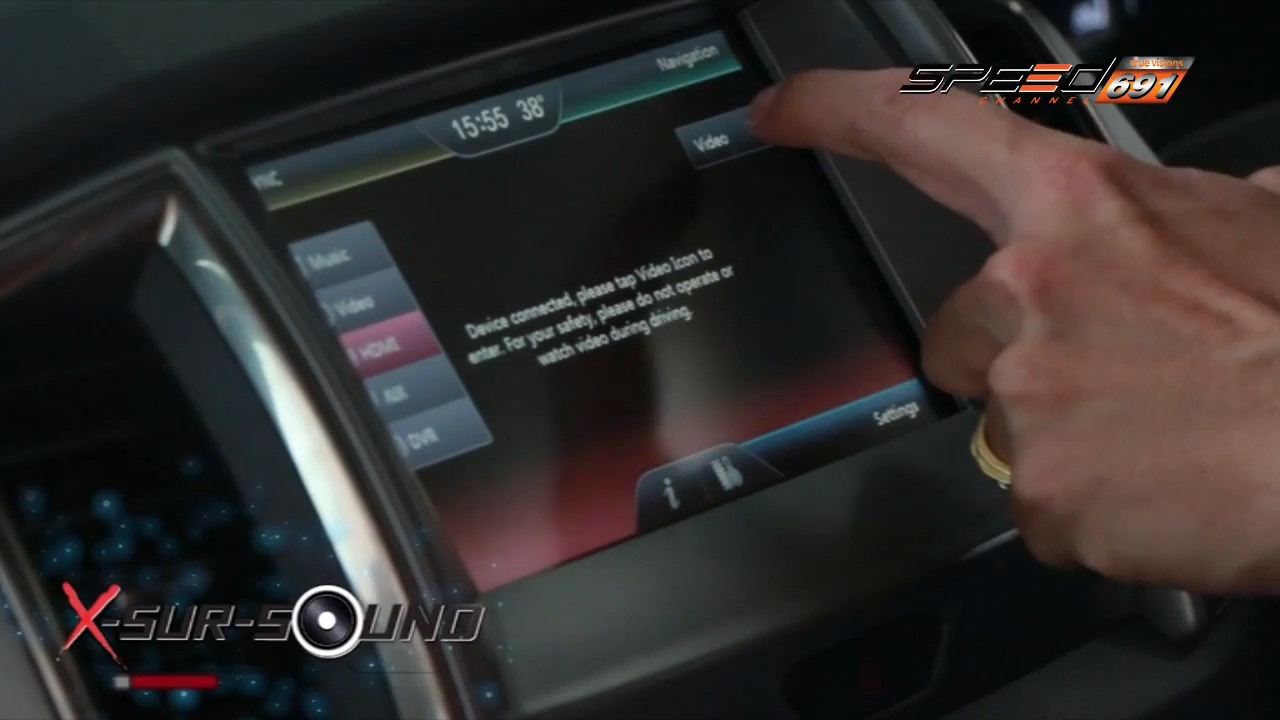 SPEED
CHANNEL
true visions
691
Navigation
15:55 38°
Video
Music
Video
HDMI
AUX
DVR
Device connected, please tap Video Icon to
enter. For your safety, please do not operate or
watch video during driving.
Settings
i
X-SUR-SOUND